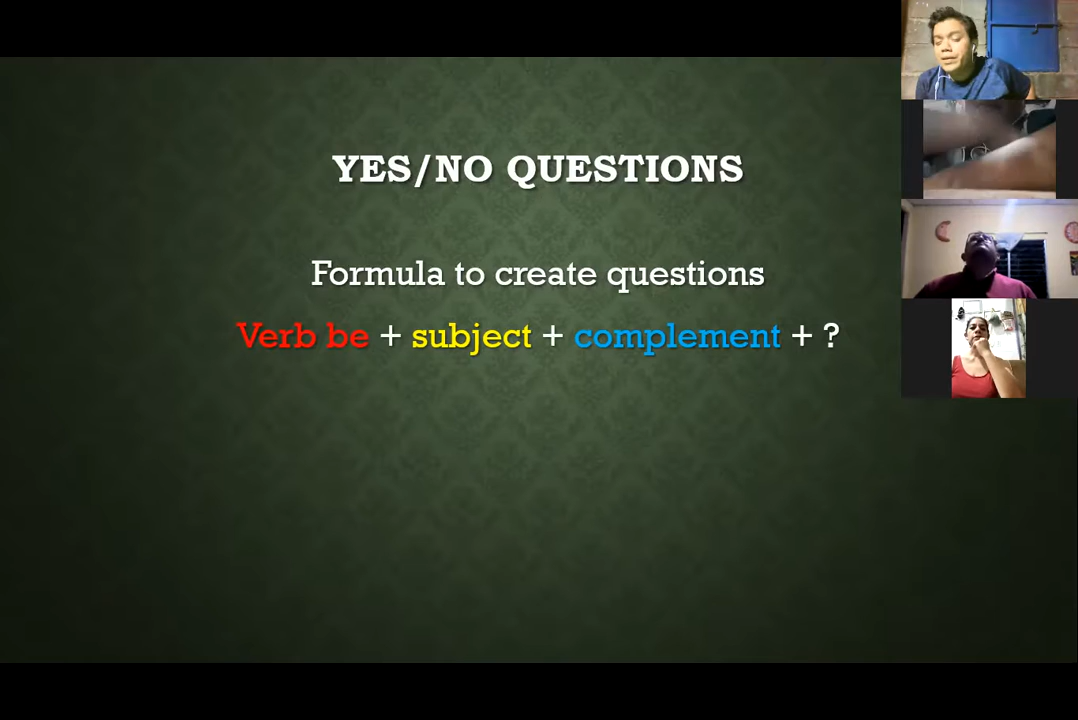 YES/NO QUESTIONS
Formula to create questions
Verb be + subject + complement + ?